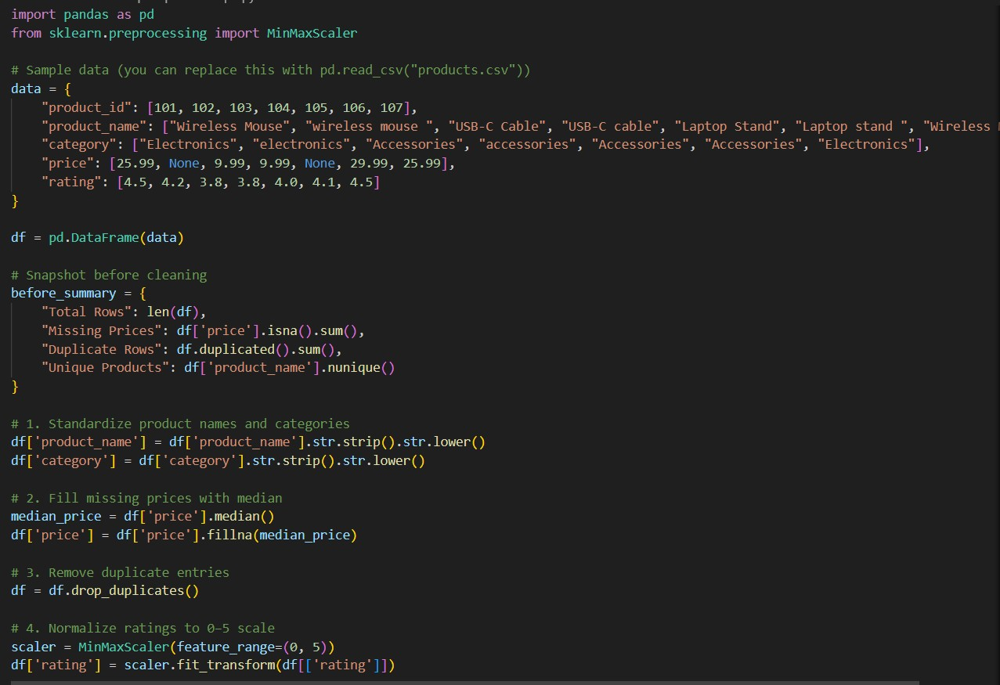 import pandas as pd
from sklearn.preprocessing import MinMaxScaler

# Sample data (you can replace this with pd.read_csv("products.csv"))
data = {
    "product_id": [101, 102, 103, 104, 105, 106, 107],
    "product_name": ["Wireless Mouse", "wireless mouse ", "USB-C Cable", "USB-C cable", "Laptop Stand", "Laptop stand ", "Wireless
    "category": ["Electronics", "electronics", "Accessories", "accessories", "Accessories", "Accessories", "Electronics"],
    "price": [25.99, None, 9.99, 9.99, None, 29.99, 25.99],
    "rating": [4.5, 4.2, 3.8, 3.8, 4.0, 4.1, 4.5]
}

df = pd.DataFrame(data)

# Snapshot before cleaning
before_summary = {
    "Total Rows": len(df),
    "Missing Prices": df['price'].isna().sum(),
    "Duplicate Rows": df.duplicated().sum(),
    "Unique Products": df['product_name'].nunique()
}

# 1. Standardize product names and categories
df['product_name'] = df['product_name'].str.strip().str.lower()
df['category'] = df['category'].str.strip().str.lower()

# 2. Fill missing prices with median
median_price = df['price'].median()
df['price'] = df['price'].fillna(median_price)

# 3. Remove duplicate entries
df = df.drop_duplicates()

# 4. Normalize ratings to 0–5 scale
scaler = MinMaxScaler(feature_range=(0, 5))
df['rating'] = scaler.fit_transform(df[['rating']])